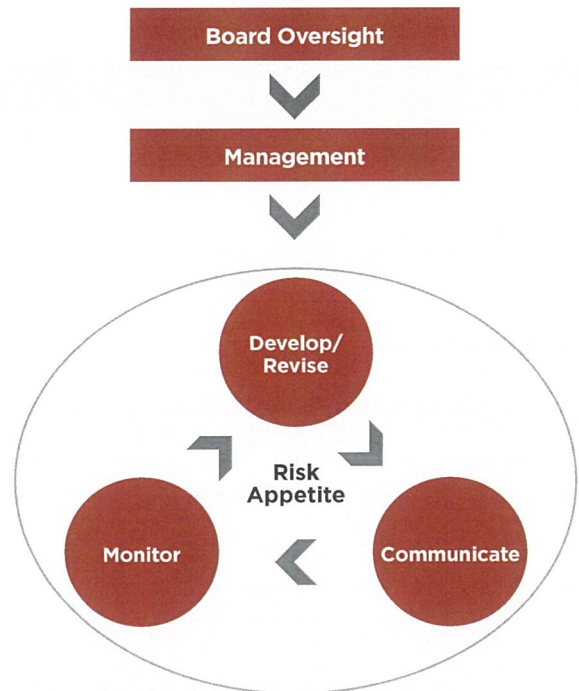 Board Oversight
Management
Develop/
Revise
Risk
Appetite
Monitor
Communicate